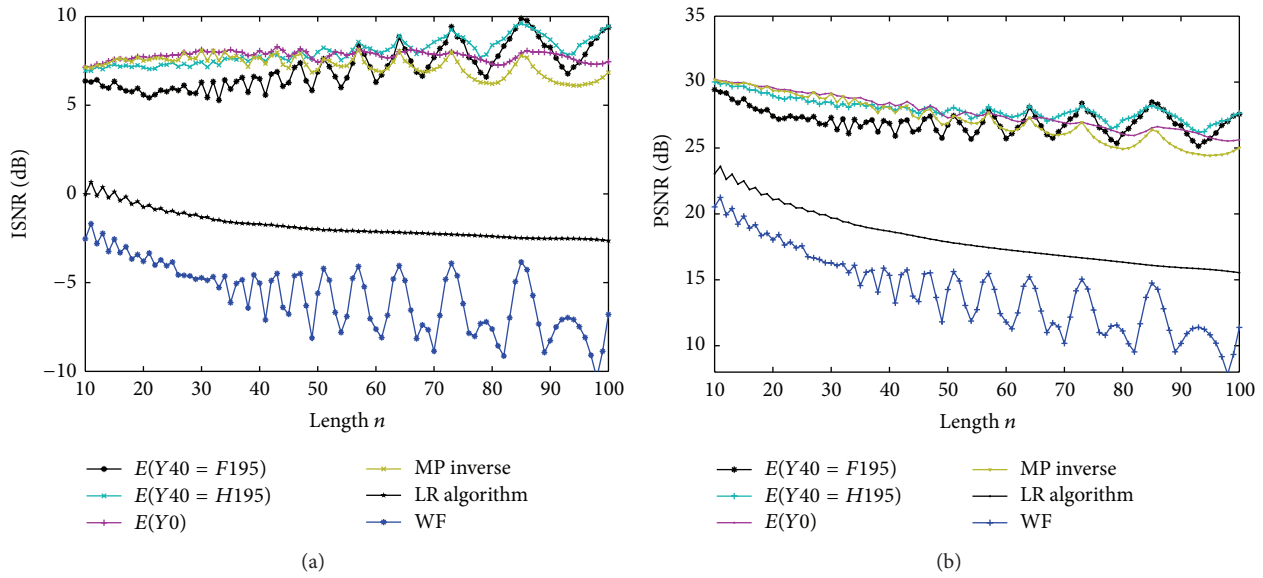 10
5
0
−5
−10
ISNR (dB)
10 20 30 40 50 60 70 80 90 100
Length n
E(Y40 = F195)
E(Y40 = H195)
E(Y0)
MP inverse
LR algorithm
WF
(a)
35
30
25
20
15
10
PSNR (dB)
10 20 30 40 50 60 70 80 90 100
Length n
E(Y40 = F195)
E(Y40 = H195)
E(Y0)
MP inverse
LR algorithm
WF
(b)